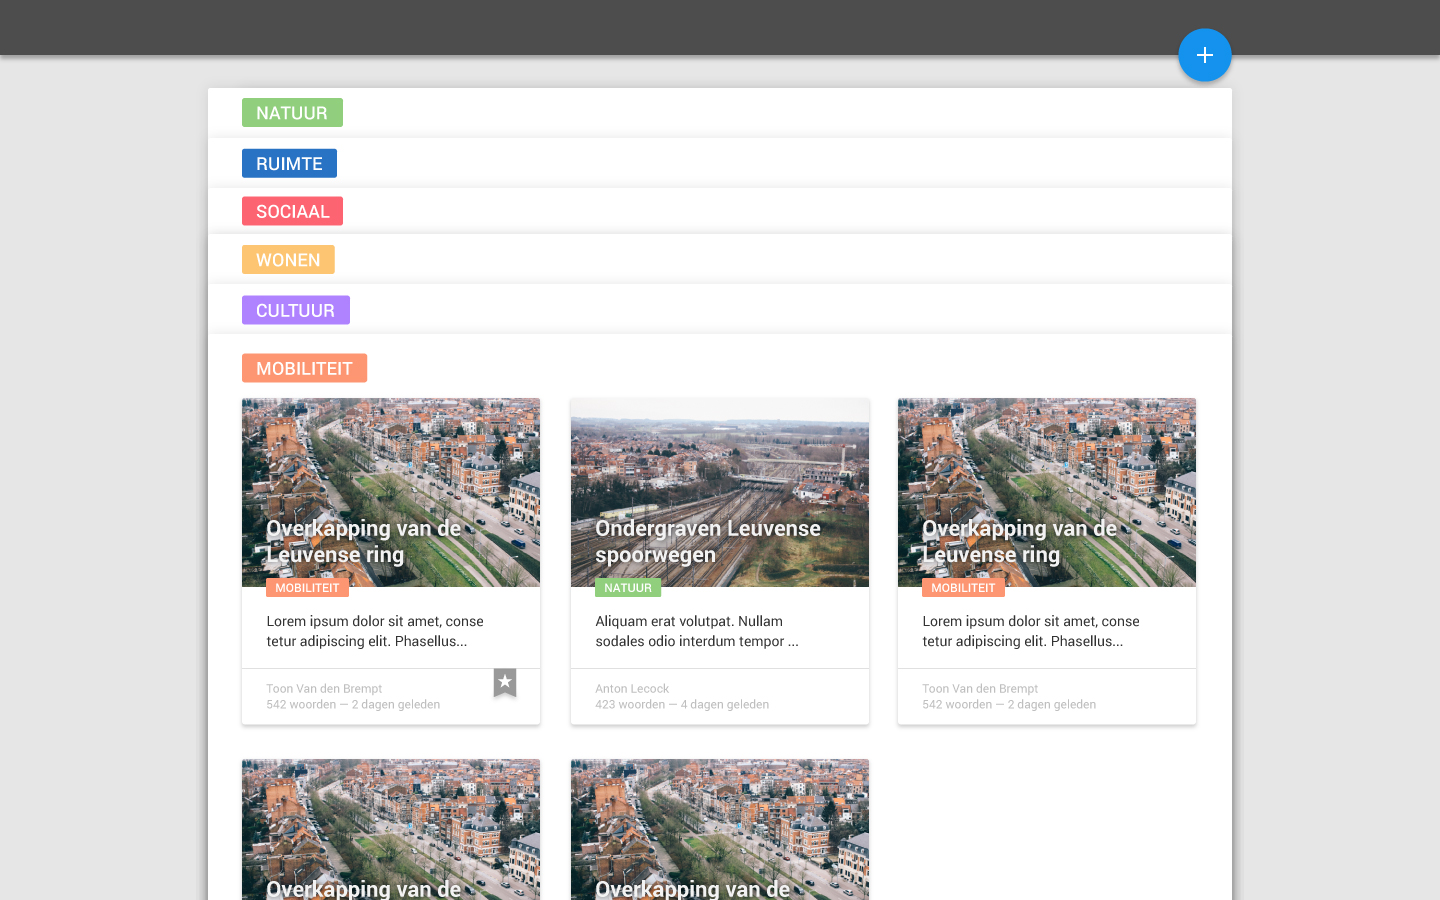 NATUUR
RUIMTE
SOCIAAL
WONEN
CULTUUR
MOBILITEIT
Overkapping van de
Leuvense ring
MOBILITEIT
Lorem ipsum dolor sit amet, conse
tetur adipiscing elit. Phasellus...
Toon Van den Brempt
542 woorden — 2 dagen geleden
Ondergraven Leuvense
spoorwegen
NATUUR
Aliquam erat volutpat. Nullam
sodales odio interdum tempor ...
Anton Lecock
423 woorden — 4 dagen geleden
Overkapping van de
Leuvense ring
MOBILITEIT
Lorem ipsum dolor sit amet, conse
tetur adipiscing elit. Phasellus...
Toon Van den Brempt
542 woorden — 2 dagen geleden
Overkapping van de
Overkapping van de